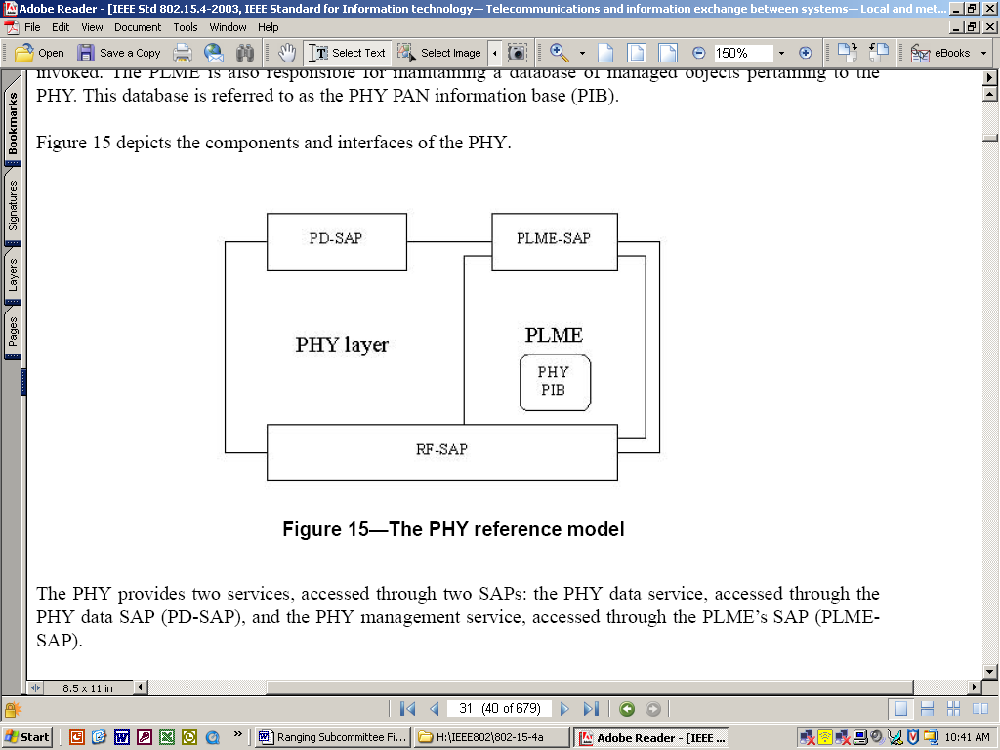 Adobe Reader - [IEEE Std 802.15.4-2003, IEEE Standard for Information technology— Telecommunications and information exchange between systems— Local and met...
File Edit View Document Tools Window Help
Open Save a Copy Select Text Select Image 150% eBooks
invoked. The PLME is also responsible for maintaining a database of managed objects pertaining to the
PHY. This database is referred to as the PHY PAN information base (PIB).
Figure 15 depicts the components and interfaces of the PHY.
Bookmarks
Signatures
Layers
Pages
PD-SAP PLME-SAP
PHY layer
PLME
PHY
PIB
RF-SAP
Figure 15—The PHY reference model
The PHY provides two services, accessed through two SAPs: the PHY data service, accessed through the
PHY data SAP (PD-SAP), and the PHY management service, accessed through the PLME's SAP (PLME-
SAP).
8.5 x 11 in
31 (40 of 679)
Start » Ranging Subcommittee Fi... H:\IEEE802\802-15-4a Adobe Reader - [IEEE ... 10:41 AM